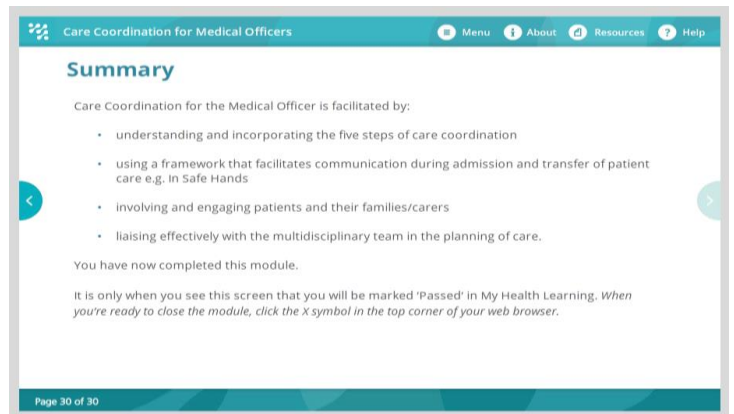 Care Coordination for Medical Officers
Menu
About
Resources
Help
Summary
Care Coordination for the Medical Officer is facilitated by:
• understanding and incorporating the five steps of care coordination
• using a framework that facilitates communication during admission and transfer of patient
care e.g. In Safe Hands
• involving and engaging patients and their families/carers
• liaising effectively with the multidisciplinary team in the planning of care.
You have now completed this module.
It is only when you see this screen that you will be marked 'Passed' in My Health Learning. When
you're ready to close the module, click the X symbol in the top corner of your web browser.
Page 30 of 30